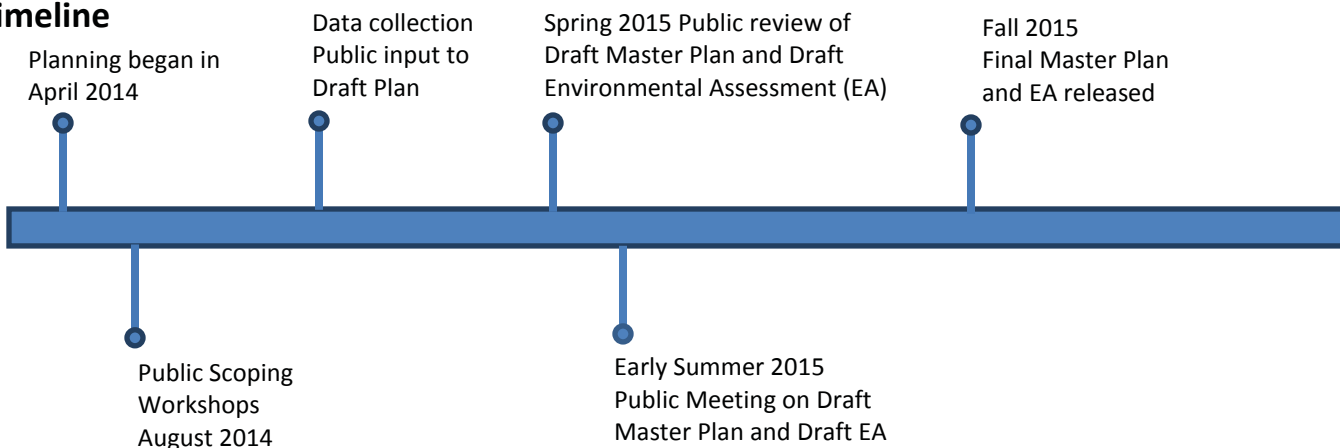 imeline
Planning began in
April 2014
Data collection
Public input to
Draft Plan
Spring 2015 Public review of
Draft Master Plan and Draft
Environmental Assessment (EA)
Fall 2015
Final Master Plan
and EA released
Public Scoping
Workshops
August 2014
Early Summer 2015
Public Meeting on Draft
Master Plan and Draft EA